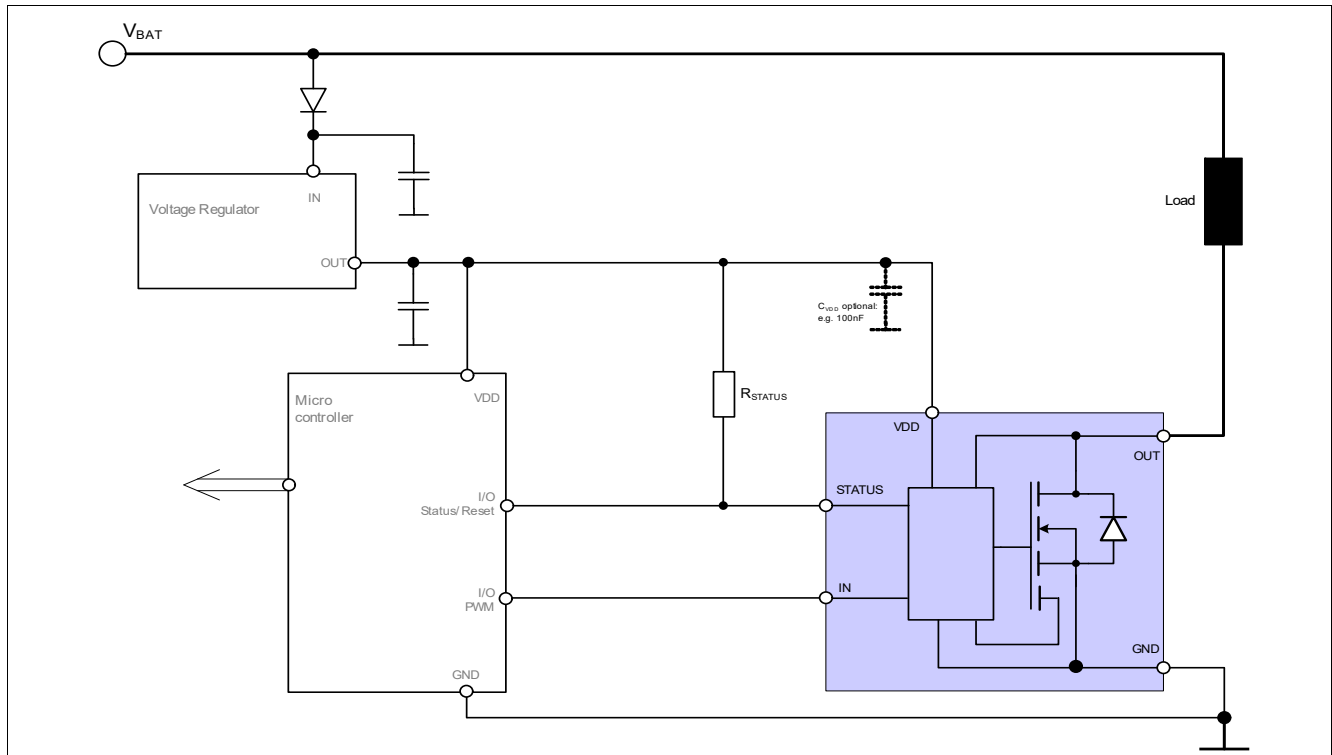 VBAT
IN
Voltage Regulator
Load
OUT
CVDD optional:
e.g. 100nF
Micro
controller
VDD
RSTATUS
VDD
OUT
I/O
Status/Reset
STATUS
I/O
PWM
IN
GND
GND